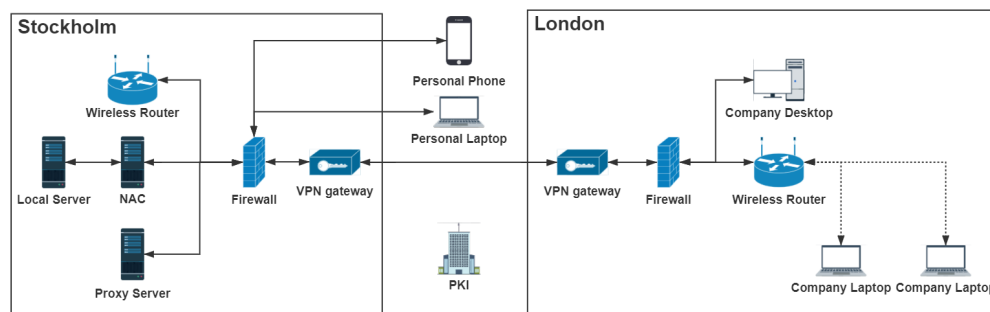 Stockholm
London
Personal Phone
Wireless Router
Company Desktop
Personal Laptop
Local Server
NAC
Firewall
VPN gateway
VPN gateway
Firewall
Wireless Router
Proxy Server
PKI
Company Laptop
Company Laptop